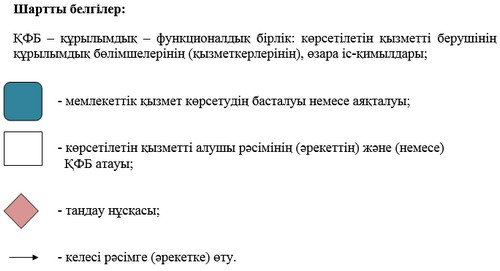 Шартты белгілер:
ҚФБ – құрылымдық – функционалдық бірлік: көрсетілетін қызметті берушінің
құрылымдық бөлімшелерінің (қызметкерлерінің), өзара іс-қимылдары;
- мемлекеттік қызмет көрсетудің басталуы немесе аяқталуы;
- көрсетілетін қызметті алушы рәсімінің (әрекеттің) және (немесе)
ҚФБ атауы;
- таңдау нұсқасы;
- келесі рәсімге (әрекетке) өту.